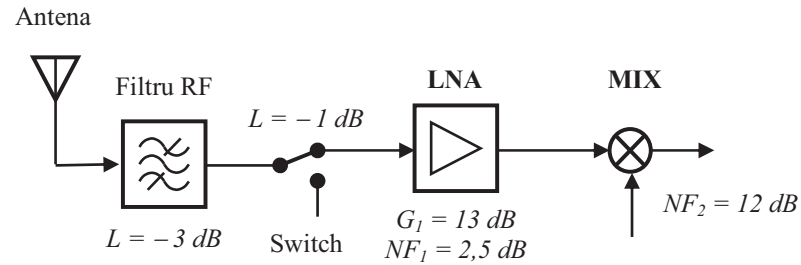 Antena
Filtru RF
L = – 3 dB
L = – 1 dB
Switch
LNA
G1 = 13 dB
NF1 = 2,5 dB
MIX
NF2 = 12 dB